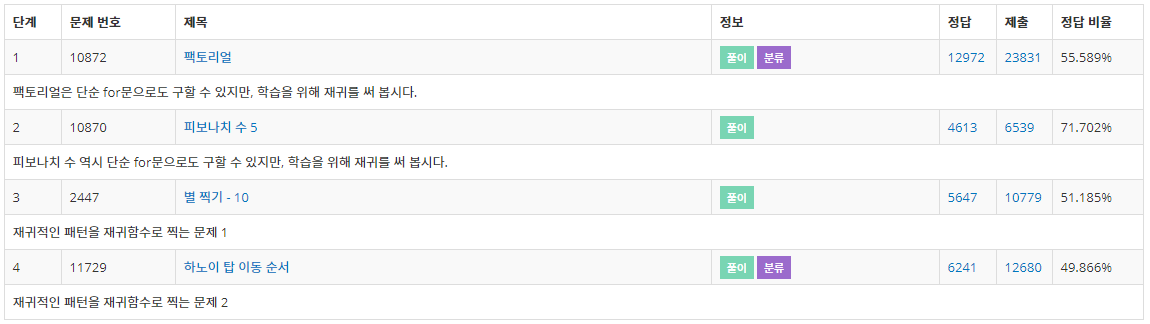 단계 문제 번호 제목 정보 정답 제출 정답 비율
1 10872 팩토리얼 풀이 분류 12972 23831 55.589%
팩토리얼은 단순 for문으로도 구할 수 있지만, 학습을 위해 재귀를 써 봅시다.
2 10870 피보나치 수 5 풀이 4613 6539 71.702%
피보나치 수 역시 단순 for문으로도 구할 수 있지만, 학습을 위해 재귀를 써 봅시다.
3 2447 별 찍기 - 10 풀이 5647 10779 51.185%
재귀적인 패턴을 재귀함수로 찍는 문제 1
4 11729 하노이 탑 이동 순서 풀이 분류 6241 12680 49.866%
재귀적인 패턴을 재귀함수로 찍는 문제 2